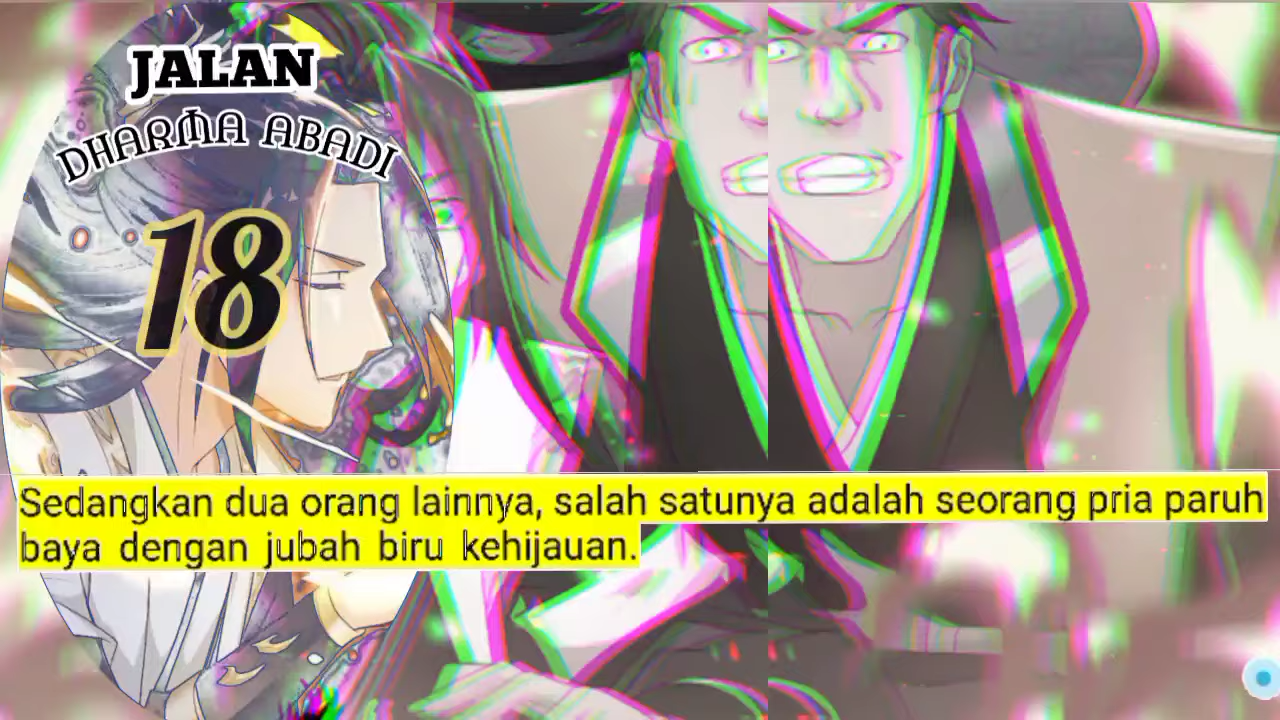 JALAN
DHARMA ABADI
18
Sedangkan dua orang lainnya, salah satunya adalah seorang pria paruh
baya dengan jubah biru kehijauan.